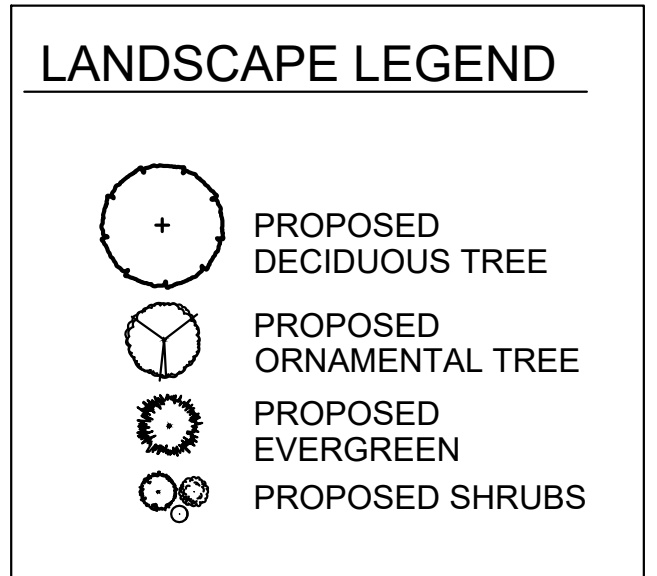 LANDSCAPE LEGEND
PROPOSED
DECIDUOUS TREE
PROPOSED
ORNAMENTAL TREE
PROPOSED
EVERGREEN
PROPOSED SHRUBS